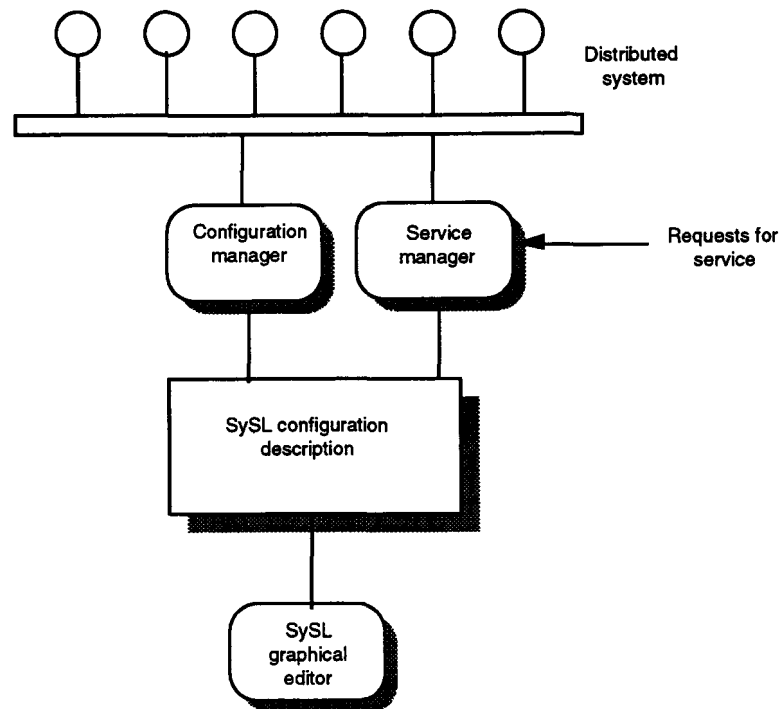 Distributed
system
Configuration
manager
Service
manager
Requests for
service
SySL configuration
description
SySL
graphical
editor